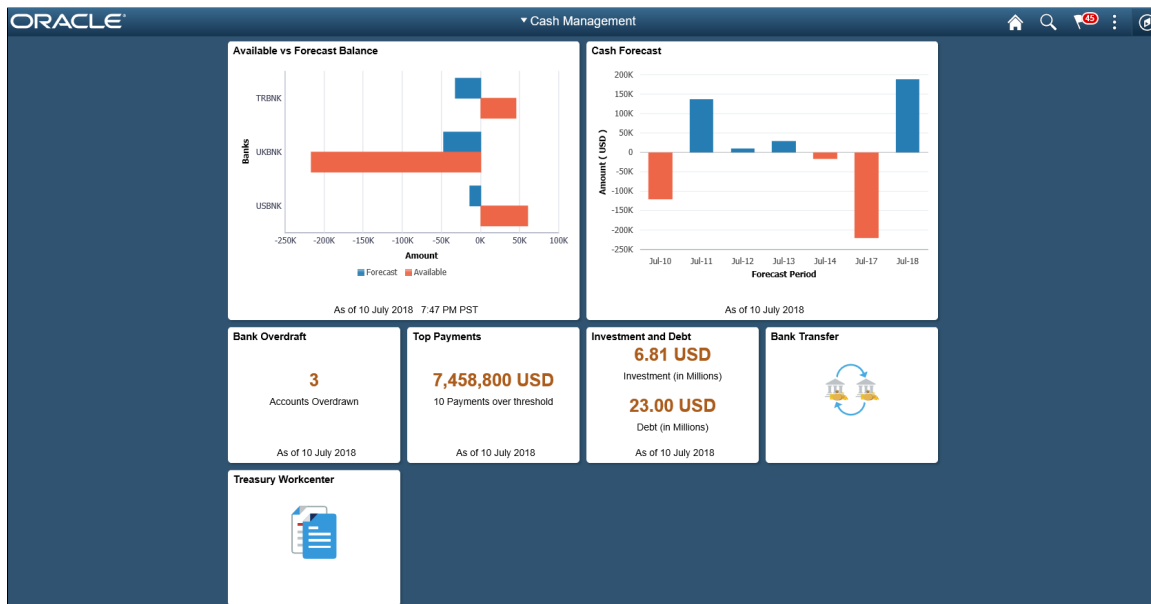 ORACLE
Cash Management
45
Available vs Forecast Balance
Banks
TRBNK
UKBNK
USBNK
-250K -200K -150K -100K -50K 0K 50K 100K
Amount
Forecast Available
As of 10 July 2018 7:47 PM PST
Cash Forecast
Amount ( USD )
200K
150K
100K
50K
0
-50K
-100K
-150K
-200K
-250K
Jul-10 Jul-11 Jul-12 Jul-13 Jul-14 Jul-17 Jul-18
Forecast Period
As of 10 July 2018
Bank Overdraft
3
Accounts Overdrawn
As of 10 July 2018
Top Payments
7,458,800 USD
10 Payments over threshold
As of 10 July 2018
Investment and Debt
6.81 USD
Investment (in Millions)
23.00 USD
Debt (in Millions)
As of 10 July 2018
Bank Transfer
Treasury Workcenter